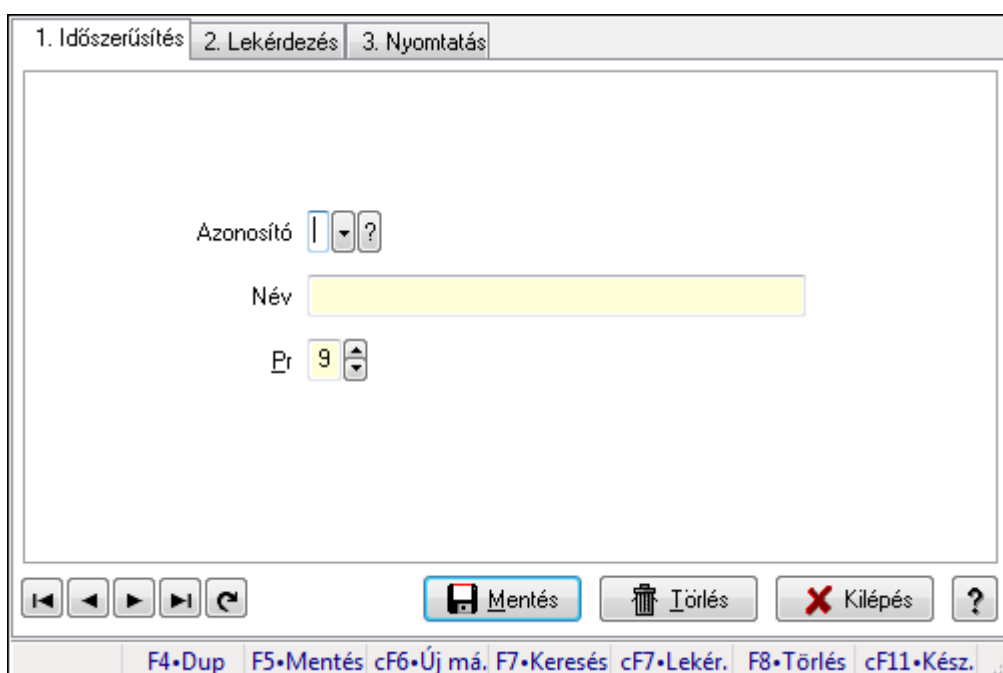 1. Időszerűsítés 2. Lekérdezés 3. Nyomtatás
Azonosító ?
Név
Pr 9
Mentés Törlés Kilépés ?
F4•Dup F5•Mentés cF6•Új má. F7•Keresés cF7•Lekér. F8•Törlés cF11•Kész.